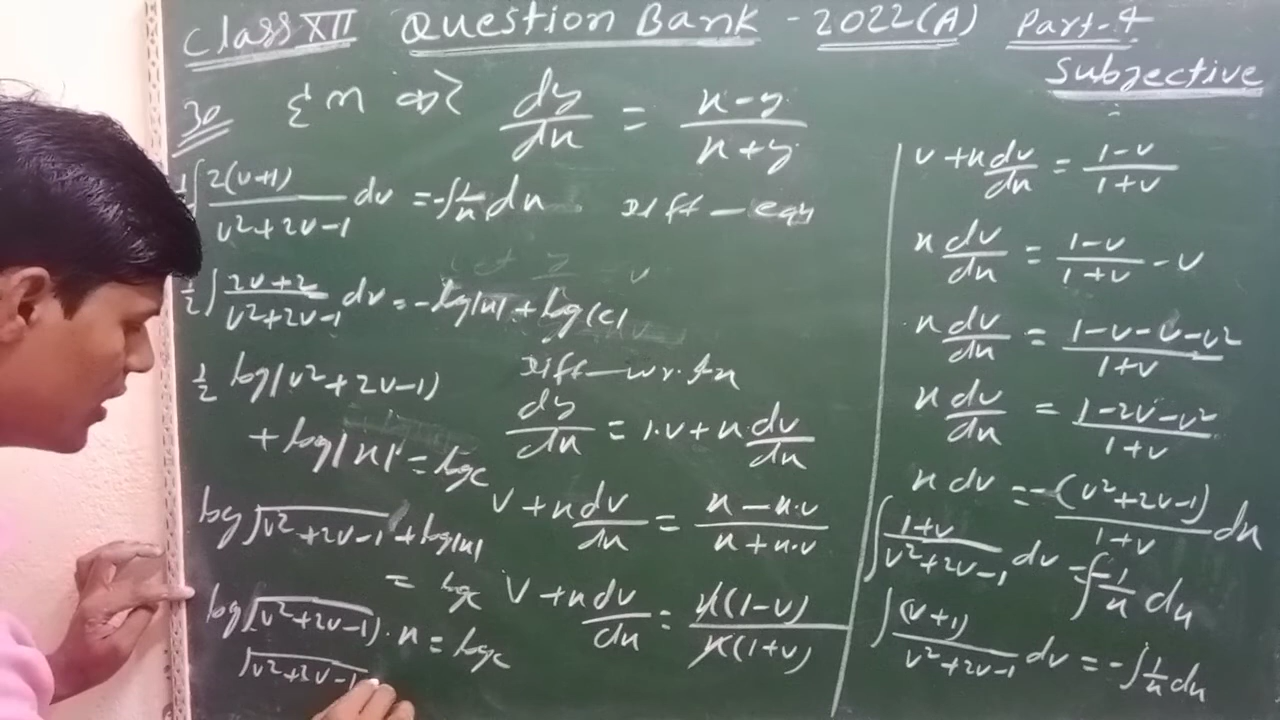 Class XII Question Bank - 2022(A) Part-4
Subjective
30
dy/dx = x-y/x+y
Diff-eqn
1/2 ∫ 2(v+1)/v²+2v-1 dv = -∫ 1/x dx
1/2 ∫ 2v+2/v²+2v-1 dv = -log|x| + log|c|
1/2 log|v²+2v-1)
+ log|x| = logc
log √v²+2v-1 + log|x|
= logc
log(√v²+2v-1) · x = logc
√v²+2v-1
Diff-w.r.t x
dy/dx = 1.v + x dv/dx
v + x dv/dx = x - x.v/x + x.v
v + x dv/dx = x(1-v)/x(1+v)
v + x dv/dx = 1-v/1+v
x dv/dx = 1-v/1+v - v
x dv/dx = 1-v-v-v²/1+v
x dv/dx = 1-2v-v²/1+v
x dv = -(v²+2v-1)/1+v dx
∫ 1+v/v²+2v-1 dv = ∫ -1/x dx
∫ (v+1)/v²+2v-1 dv = -∫ 1/x dx